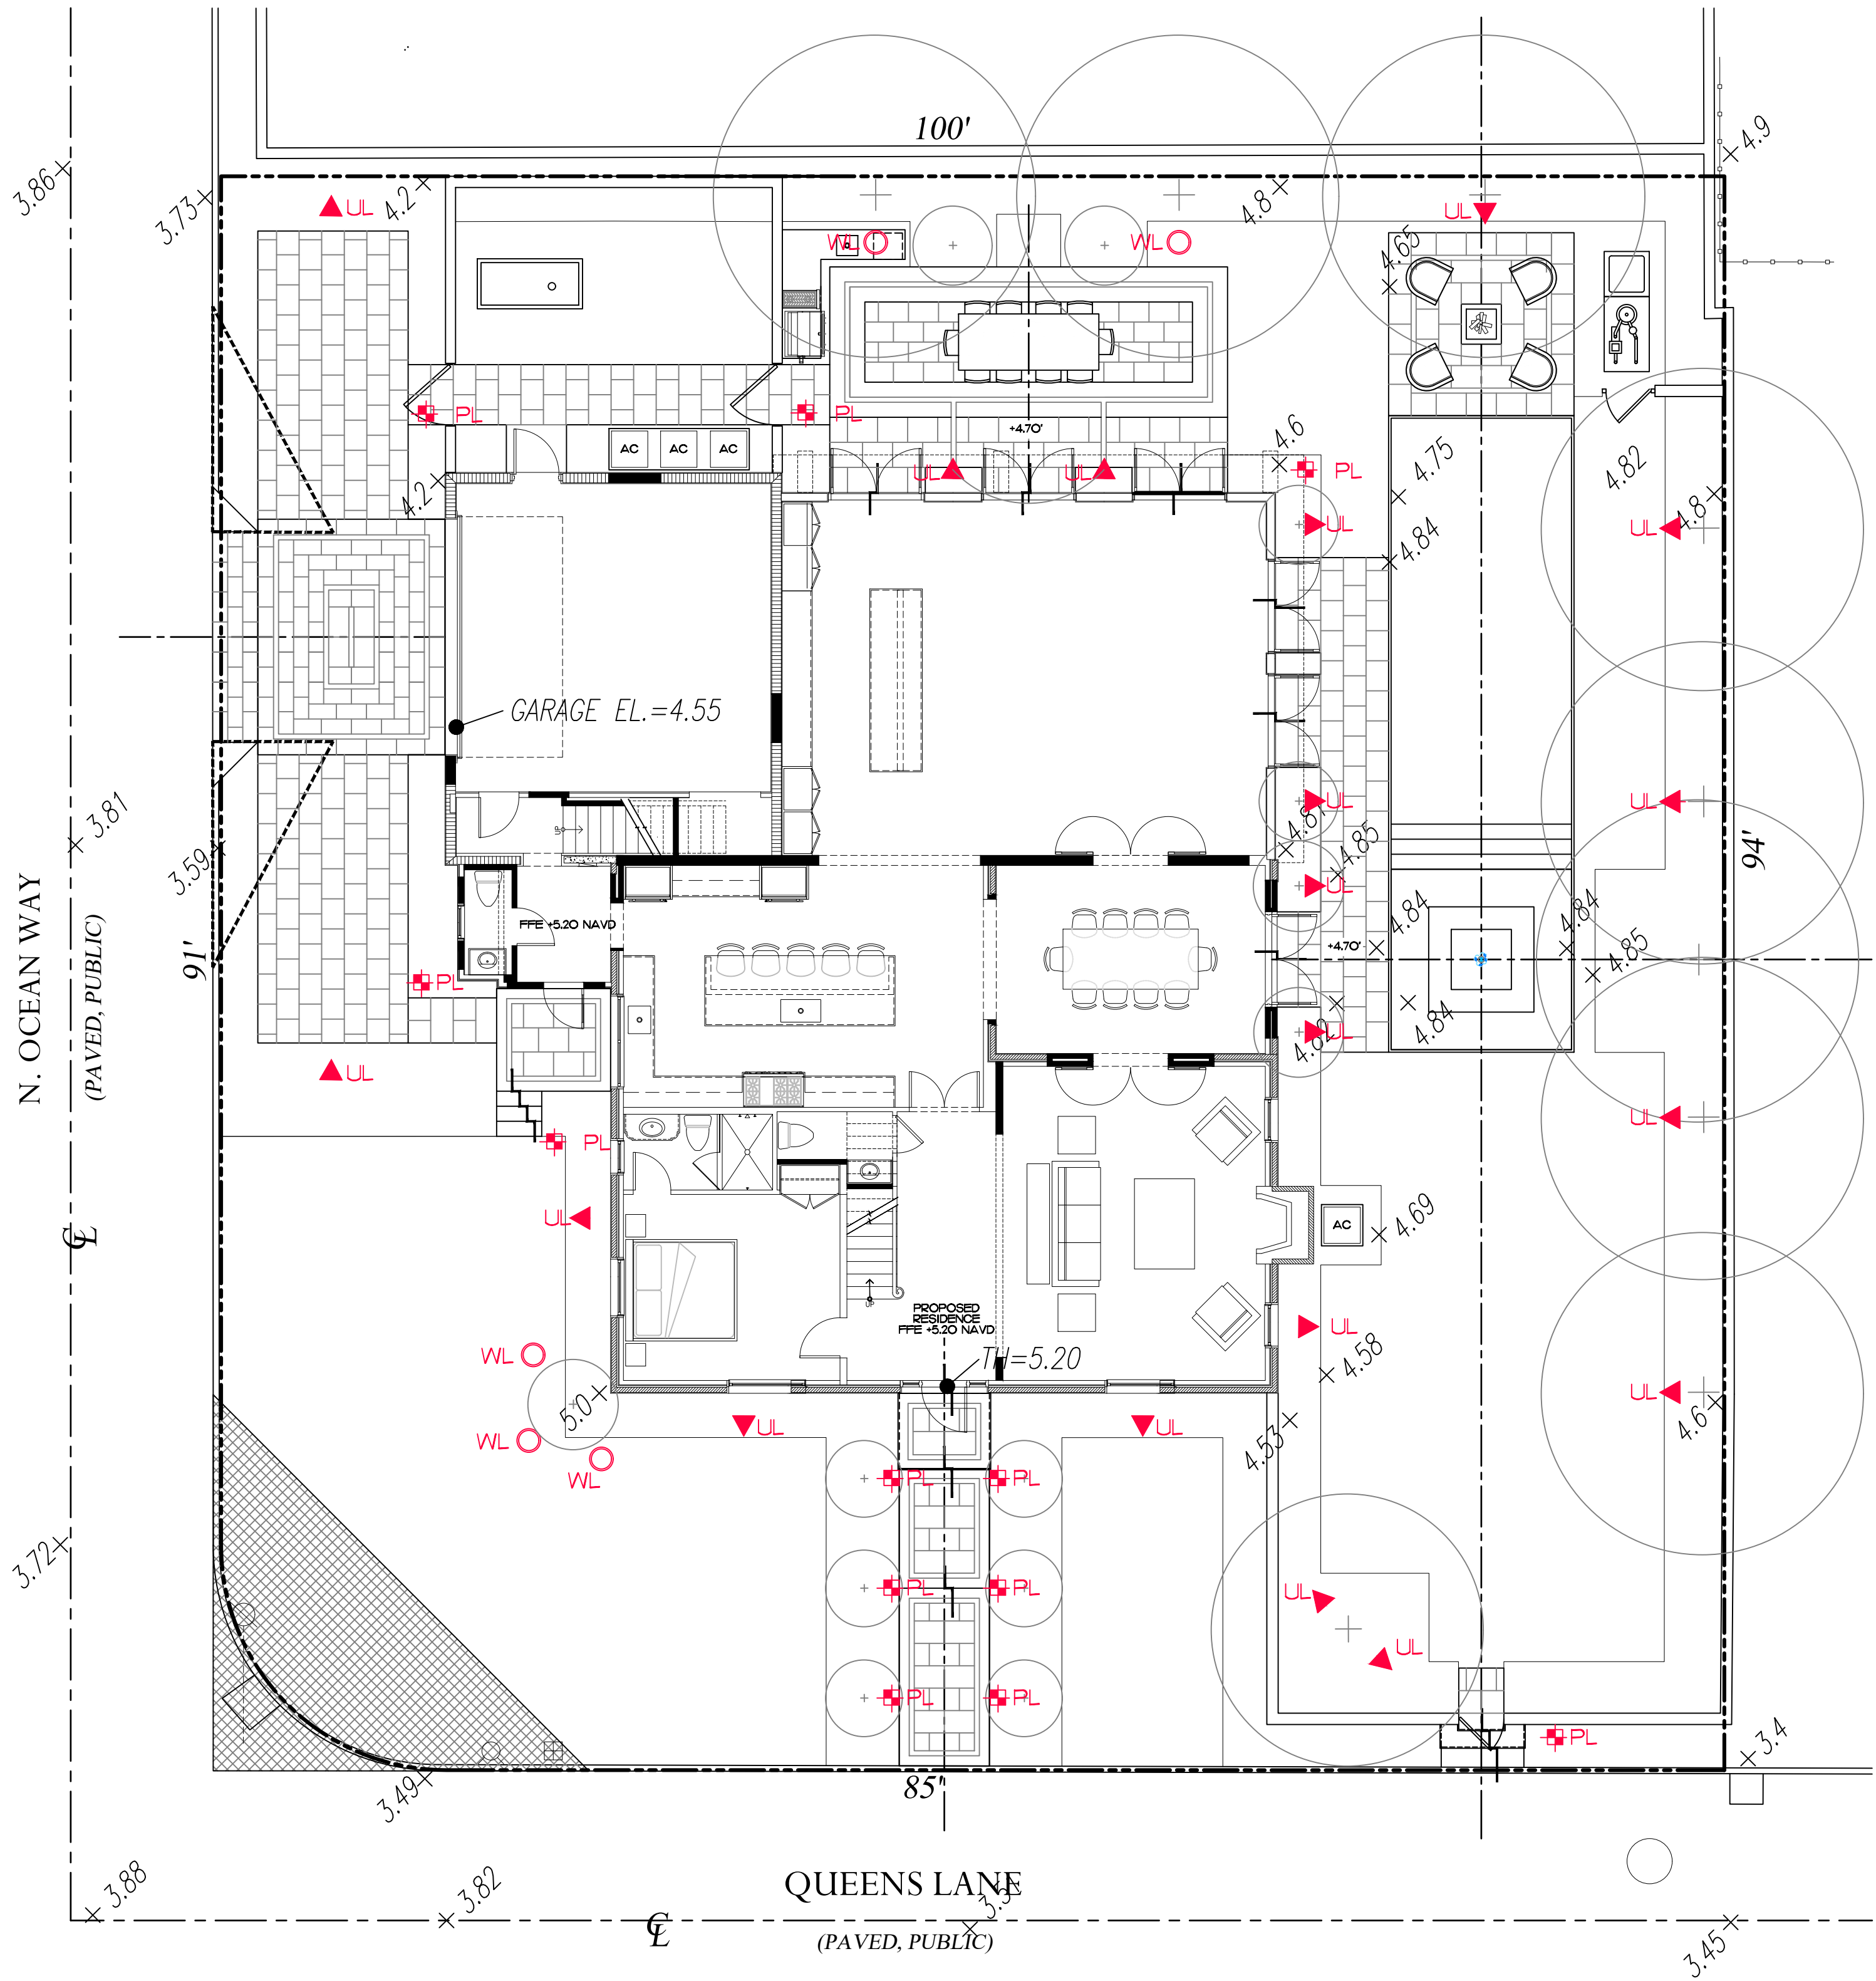 100'
4.9
3.86
3.73
UL
4.2
4.8
UL
WL
WL
4.65
PL
PL
+4.70'
4.6
AC
AC
AC
4.2
UL
UL
PL
4.75
4.82
4.8
UL
UL
4.84
GARAGE EL.=4.55
3.81
UL
UL
UP
4.85
3.59
94'
UL
4.84
4.84
FFE +5.20 NAVD
+4.70'
4.85
91'
N. OCEAN WAY
(PAVED, PUBLIC)
PL
4.82
UL
4.84
UL
UL
PL
UL
AC
4.69
UP
PROPOSED
RESIDENCE
FFE +5.20 NAVD
UL
WL
TH=5.20
4.58
5.0
UL
4.6
UL
UL
4.53
WL
WL
PL
PL
3.72
PL
PL
UL
UL
PL
PL
PL
3.4
3.49
85'
3.88
3.82
QUEENS LANE
(PAVED, PUBLIC)
3.45